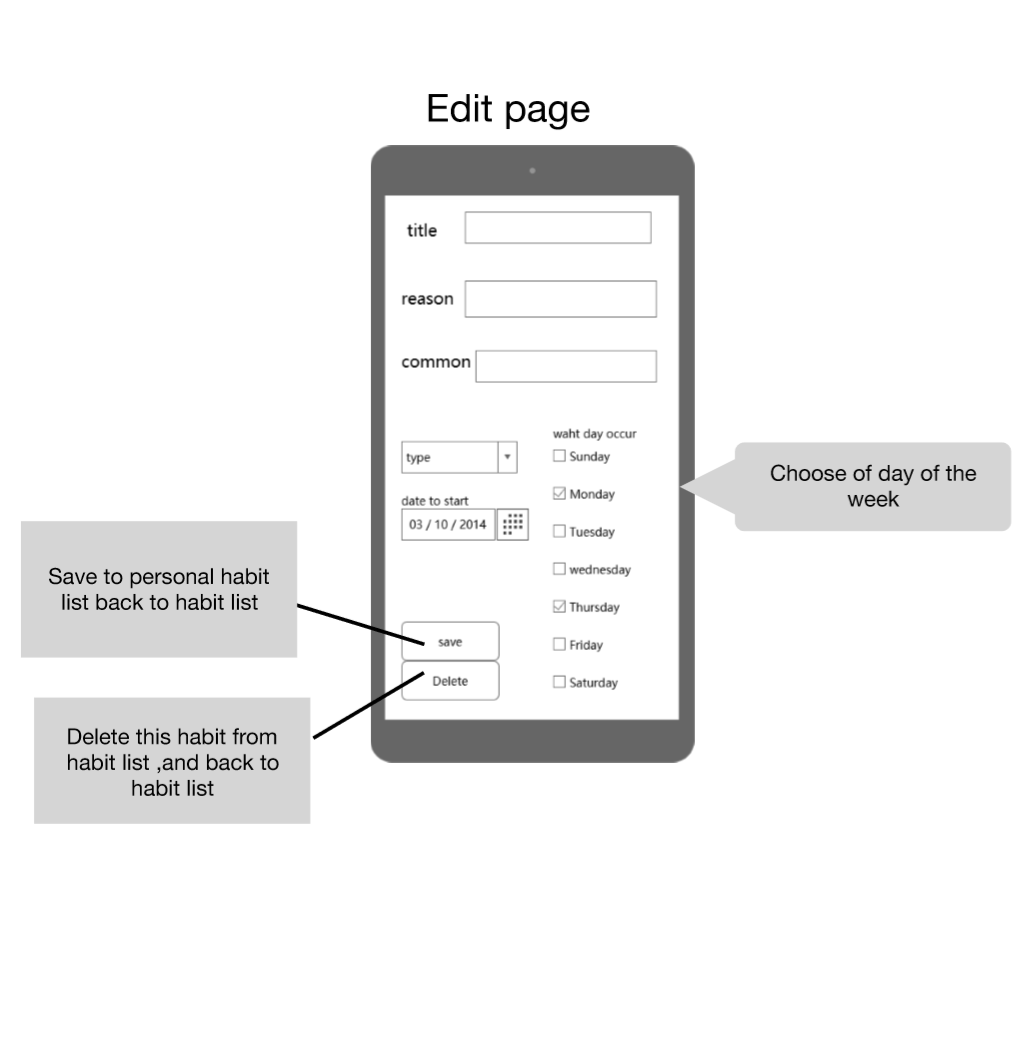 Edit page
title
reason
common
type
date to start
03 / 10 / 2014
waht day occur
Sunday
Monday
Tuesday
wednesday
Thursday
Friday
Saturday
save
Delete
Choose of day of the
week
Save to personal habit
list back to habit list
Delete this habit from
habit list ,and back to
habit list